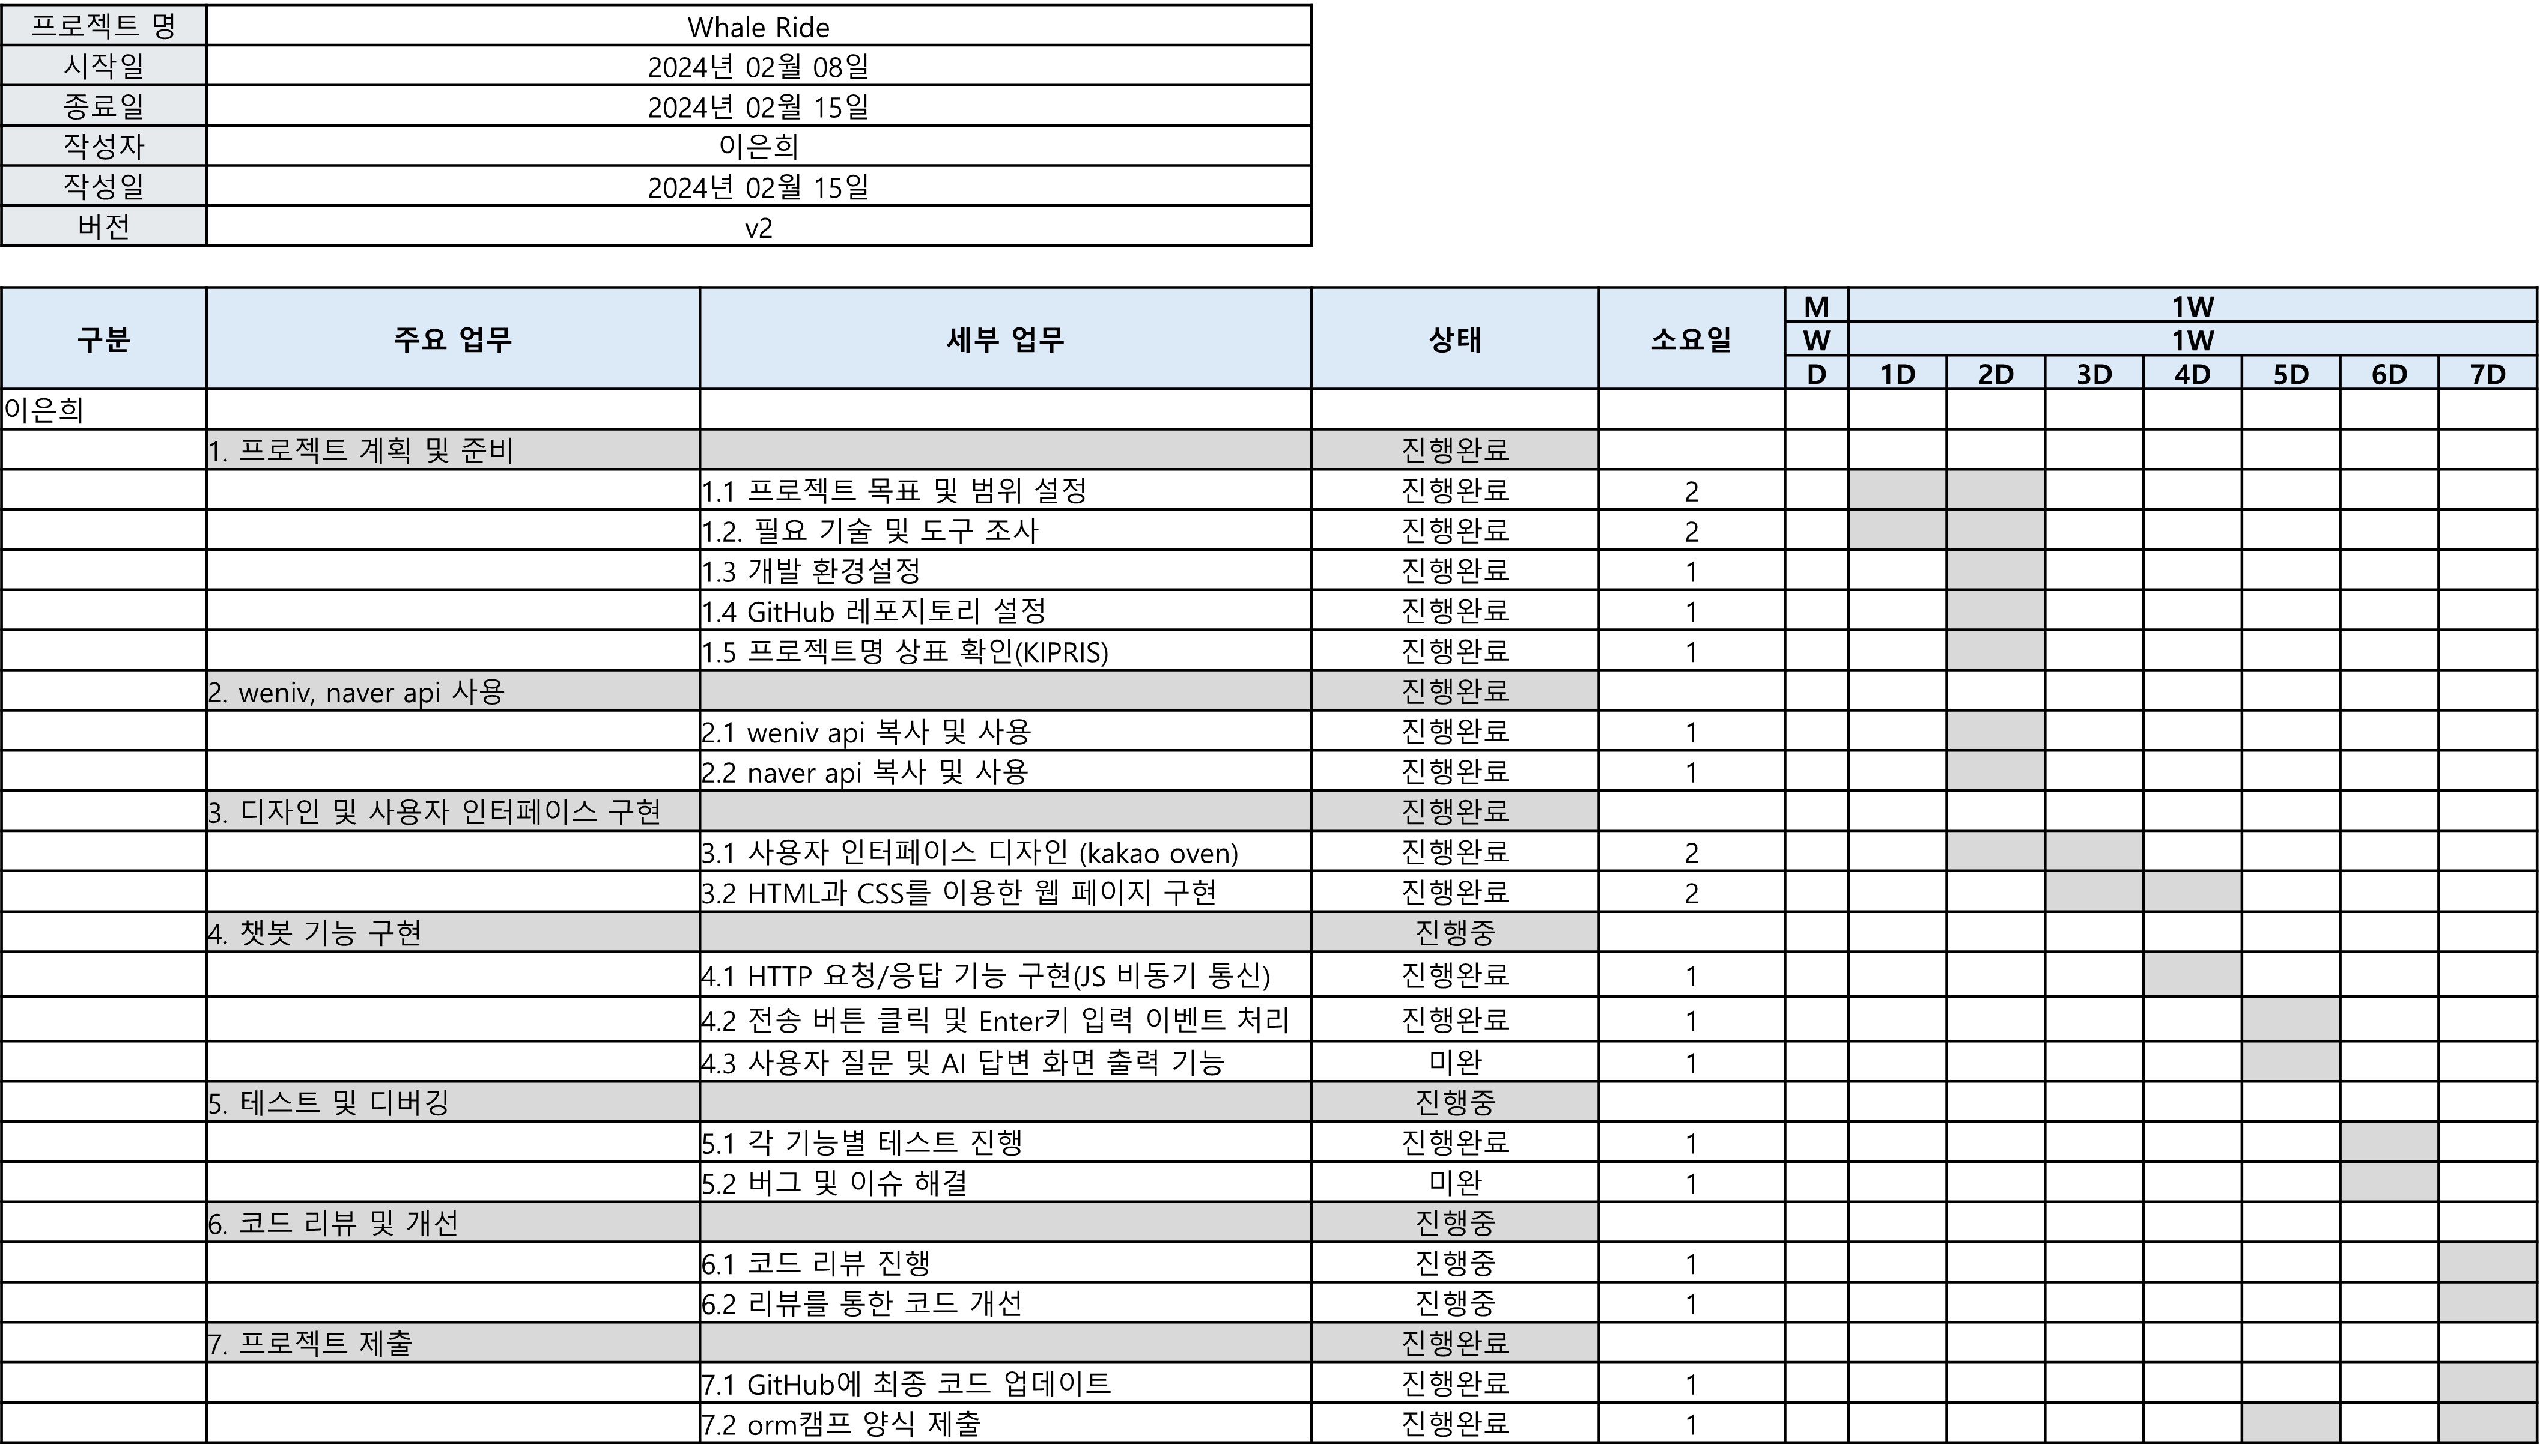 프로젝트 명 Whale Ride
시작일 2024년 02월 08일
종료일 2024년 02월 15일
작성자 이은희
작성일 2024년 02월 15일
버전 v2
구분 주요 업무 세부 업무 상태 소요일 M 1W
W 1W
D 1D 2D 3D 4D 5D 6D 7D
이은희
1. 프로젝트 계획 및 준비 진행완료
1.1 프로젝트 목표 및 범위 설정 진행완료 2
1.2. 필요 기술 및 도구 조사 진행완료 2
1.3 개발 환경설정 진행완료 1
1.4 GitHub 레포지토리 설정 진행완료 1
1.5 프로젝트명 상표 확인(KIPRIS) 진행완료 1
2. weniv, naver api 사용 진행완료
2.1 weniv api 복사 및 사용 진행완료 1
2.2 naver api 복사 및 사용 진행완료 1
3. 디자인 및 사용자 인터페이스 구현 진행완료
3.1 사용자 인터페이스 디자인 (kakao oven) 진행완료 2
3.2 HTML과 CSS를 이용한 웹 페이지 구현 진행완료 2
4. 챗봇 기능 구현 진행중
4.1 HTTP 요청/응답 기능 구현(JS 비동기 통신) 진행완료 1
4.2 전송 버튼 클릭 및 Enter키 입력 이벤트 처리 진행완료 1
4.3 사용자 질문 및 AI 답변 화면 출력 기능 미완 1
5. 테스트 및 디버깅 진행중
5.1 각 기능별 테스트 진행 진행완료 1
5.2 버그 및 이슈 해결 미완 1
6. 코드 리뷰 및 개선 진행중
6.1 코드 리뷰 진행 진행중 1
6.2 리뷰를 통한 코드 개선 진행중 1
7. 프로젝트 제출 진행완료
7.1 GitHub에 최종 코드 업데이트 진행완료 1
7.2 orm캠프 양식 제출 진행완료 1